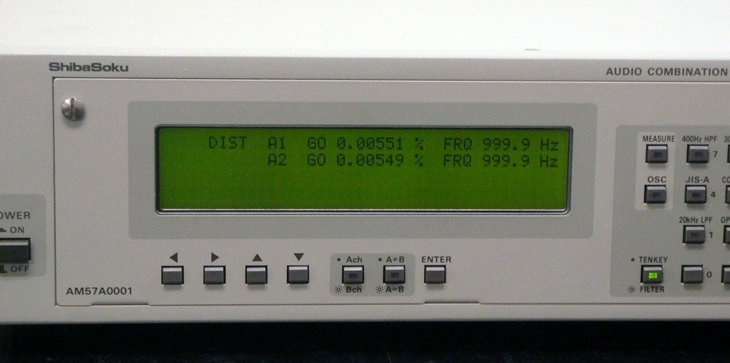 ShibaSoku
AUDIO COMBINATION
DIST A1 GO 0.00551 % FRQ 999.9 Hz
A2 GO 0.00549 % FRQ 999.9 Hz
MEASURE 400Hz HPF
7
OSC JIS-A
4
20kHz LPF
1
POWER
ON
OFF
Ach A≠B ENTER
Bch A=B
TENKEY
0
FILTER
AM57A0001